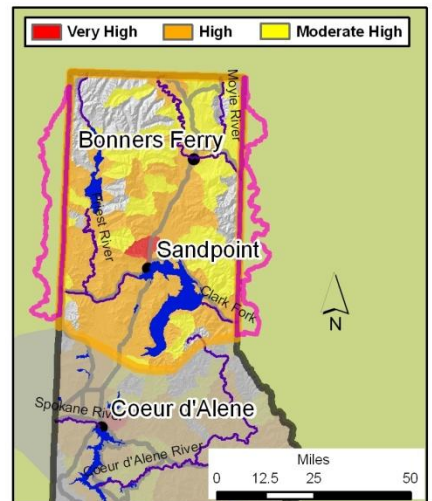 Very High High Moderate High
Moyie River
Bonners Ferry
Priest River
Sandpoint
Clark Fork
N
Spokane River
Coeur d'Alene
Coeur d'Alene River
Miles
0 12.5 25 50